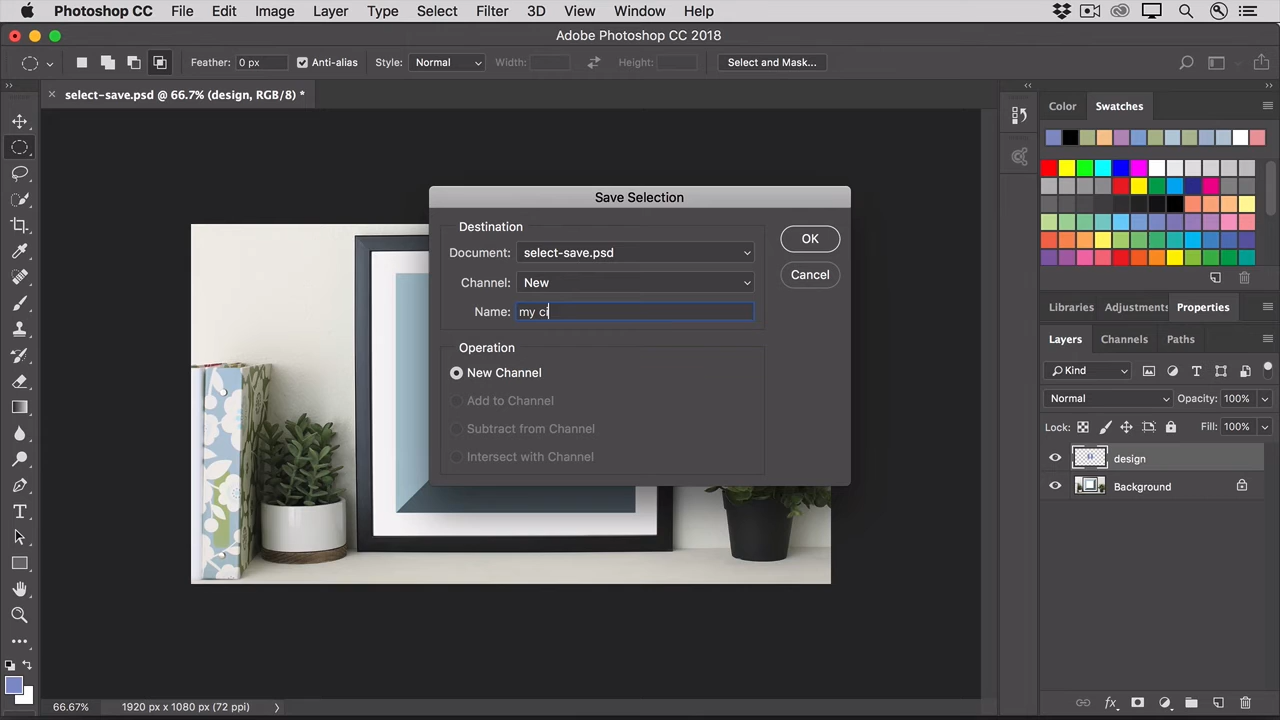 Photoshop CC File Edit Image Layer Type Select Filter 3D View Window Help
Adobe Photoshop CC 2018
Feather: 0 px Anti-alias Style: Normal Width: Height: Select and Mask...
select-save.psd @ 66.7% (design, RGB/8) *
Color Swatches
Save Selection
Destination
Document: select-save.psd
OK
Channel: New
Cancel
Name: my ci
Operation
New Channel
Add to Channel
Subtract from Channel
Intersect with Channel
Libraries Adjustments Properties
Layers Channels Paths
Kind
Normal Opacity: 100%
Lock: Fill: 100%
design
Background
66.67% 1920 px x 1080 px (72 ppi)